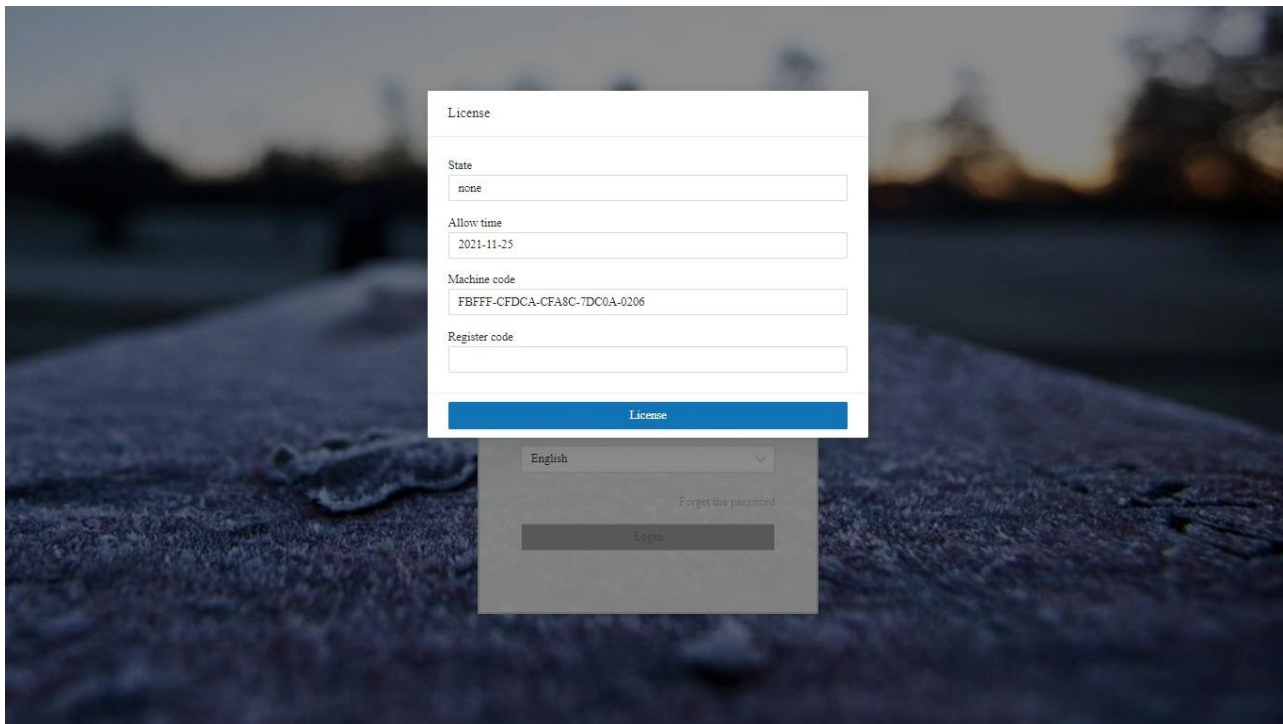 License
State
none
Allow time
2021-11-25
Machine code
FBFFF-CFDCA-CFA8C-7DC0A-0206
Register code
License
English
Forget the password
Login